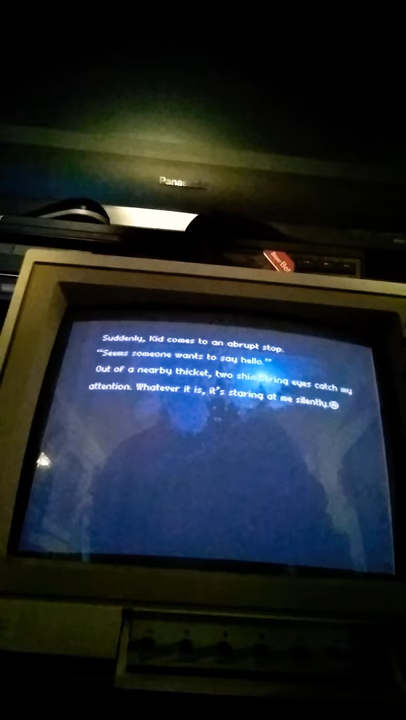 Suddenly, Kid comes to an abrupt stop.
“Seems someone wants to say hello.”
Out of a nearby thicket, two shimmering eyes catch my
attention. Whatever it is, it's staring at me silently.